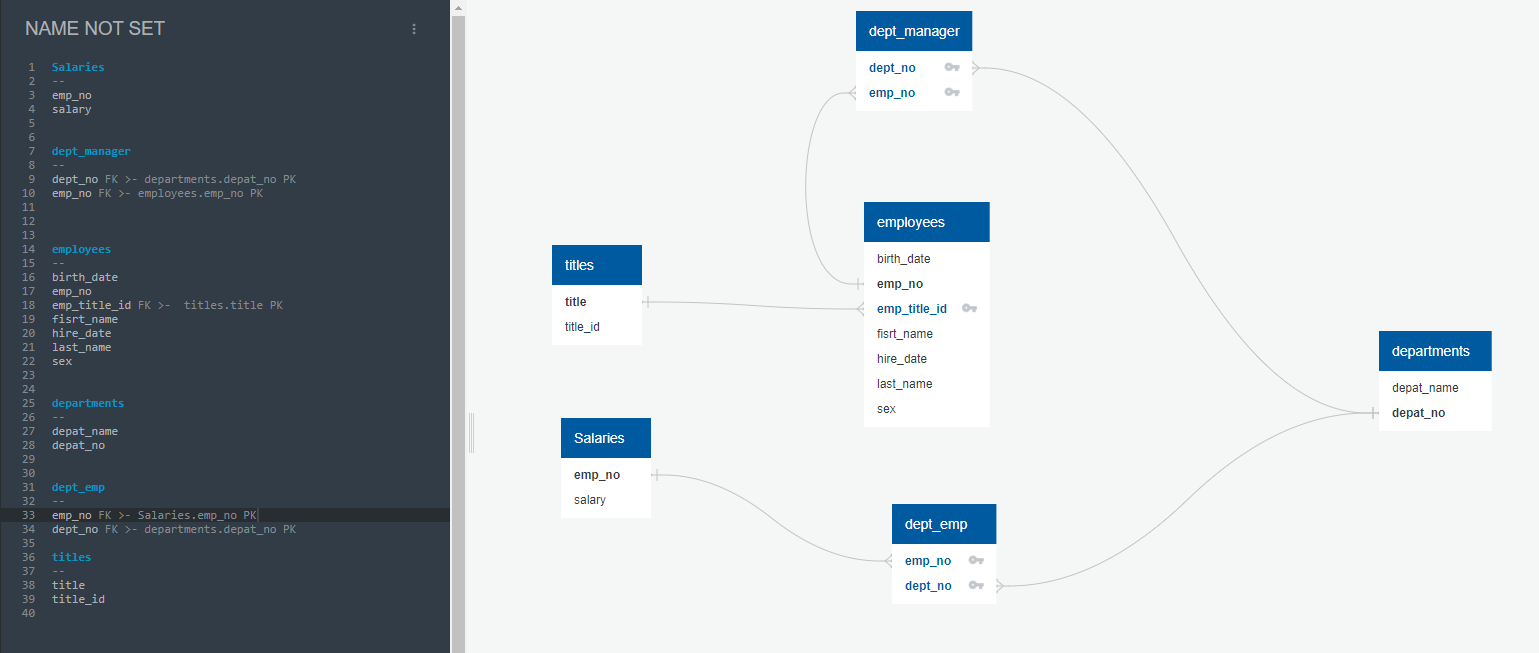 NAME NOT SET
1 Salaries
2 --
3 emp_no
4 salary
5
6
7 dept_manager
8 --
9 dept_no FK >- departments.depat_no PK
10 emp_no FK >- employees.emp_no PK
11
12
13
14 employees
15 --
16 birth_date
17 emp_no
18 emp_title_id FK >-  titles.title PK
19 fisrt_name
20 hire_date
21 last_name
22 sex
23
24
25 departments
26 --
27 depat_name
28 depat_no
29
30
31 dept_emp
32 --
33 emp_no FK >- Salaries.emp_no PK
34 dept_no FK >- departments.depat_no PK
35
36 titles
37 --
38 title
39 title_id
40
dept_manager
dept_no
emp_no
employees
birth_date
emp_no
emp_title_id
fisrt_name
hire_date
last_name
sex
titles
title
title_id
departments
depat_name
depat_no
Salaries
emp_no
salary
dept_emp
emp_no
dept_no